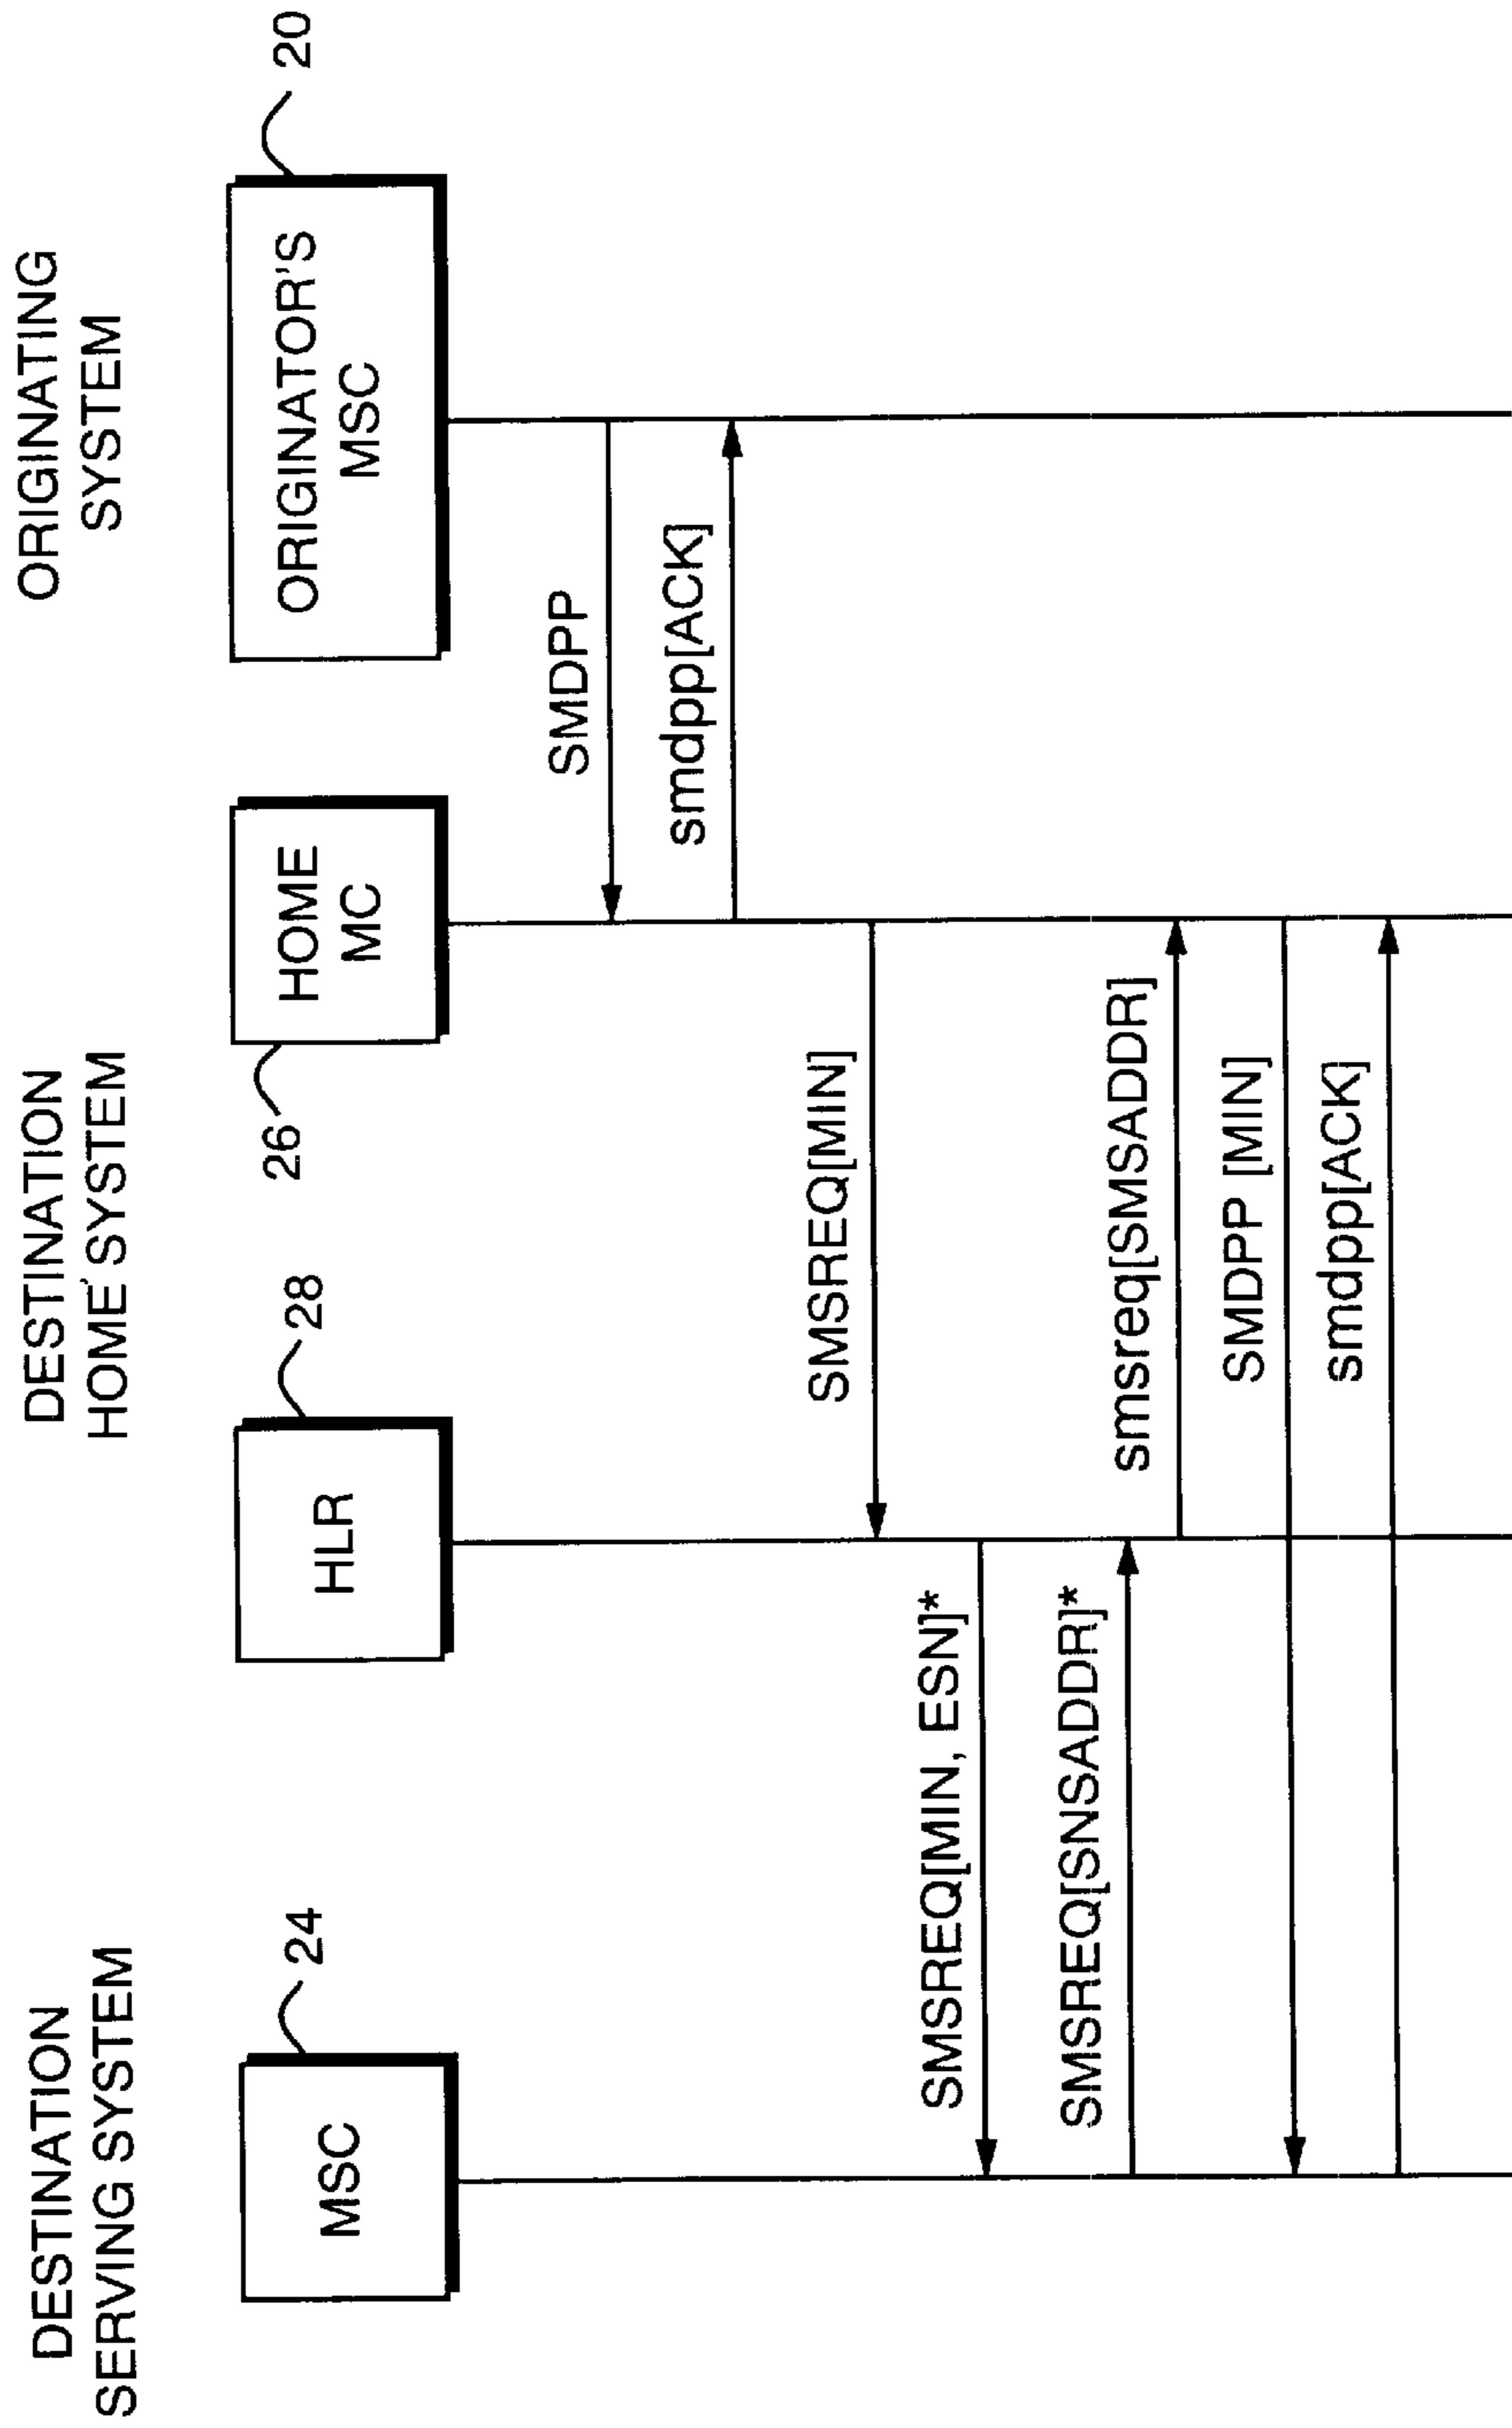 DESTINATION
SERVING SYSTEM
DESTINATION
HOME SYSTEM
ORIGINATING
SYSTEM
24
28
26
20
MSC
HLR
HOME
MC
ORIGINATOR'S
MSC
SMDPP
smdpp[ACK]
SMSREQ[MIN]
SMSREQ[MIN, ESN]*
SMSREQ[SNSADDR]*
smsreq[SMSADDR]
SMDPP [MIN]
smdpp[ACK]